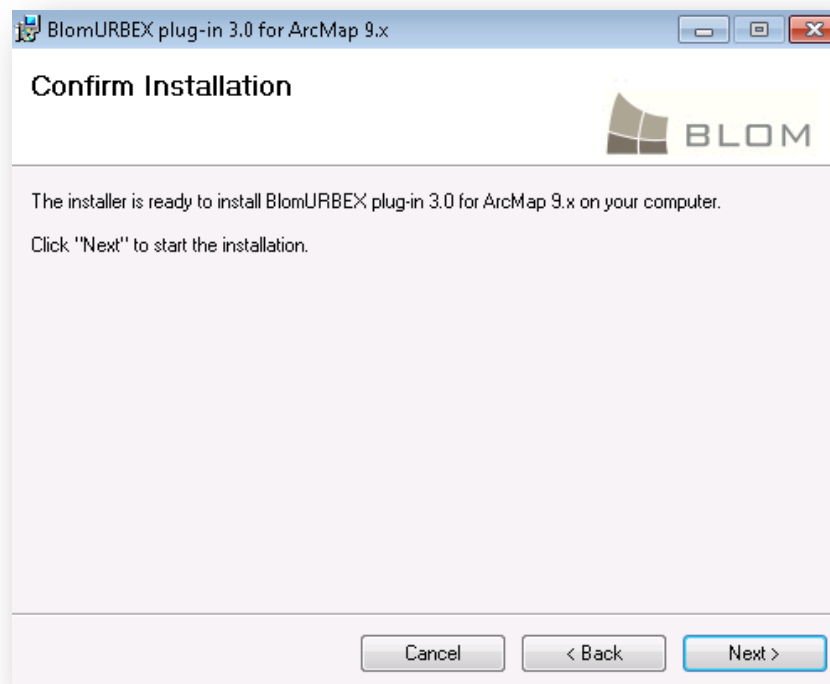 BlomURBEX plug-in 3.0 for ArcMap 9.x
Confirm Installation
BLOM
The installer is ready to install BlomURBEX plug-in 3.0 for ArcMap 9.x on your computer.
Click "Next" to start the installation.
Cancel
< Back
Next >